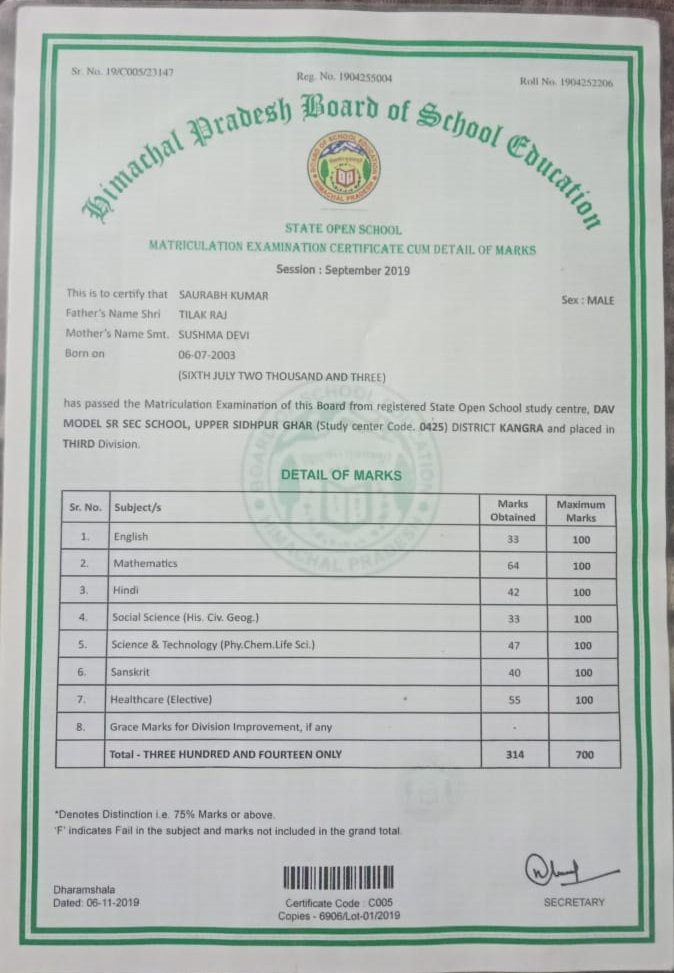 Sr. No. 19/C005/23147
Reg. No. 1904255004
Roll No. 1904252206
Himachal Pradesh Board of School Education
STATE OPEN SCHOOL
MATRICULATION EXAMINATION CERTIFICATE CUM DETAIL OF MARKS
Session : September 2019
This is to certify that SAURABH KUMAR
Sex : MALE
Father's Name Shri TILAK RAJ
Mother's Name Smt. SUSHMA DEVI
Born on 06-07-2003
(SIXTH JULY TWO THOUSAND AND THREE)
has passed the Matriculation Examination of this Board from registered State Open School study centre, DAV
MODEL SR SEC SCHOOL, UPPER SIDHPUR GHAR (Study center Code. 0425) DISTRICT KANGRA and placed in
THIRD Division.
DETAIL OF MARKS
Sr. No. Subject/s Marks Obtained Maximum Marks
1. English 33 100
2. Mathematics 64 100
3. Hindi 42 100
4. Social Science (His. Civ. Geog.) 33 100
5. Science & Technology (Phy.Chem.Life Sci.) 47 100
6. Sanskrit 40 100
7. Healthcare (Elective) 55 100
8. Grace Marks for Division Improvement, if any -
Total - THREE HUNDRED AND FOURTEEN ONLY 314 700
*Denotes Distinction i.e. 75% Marks or above.
'F' indicates Fail in the subject and marks not included in the grand total.
Dharamshala
Dated: 06-11-2019
Certificate Code : C005
Copies - 6906/Lot-01/2019
SECRETARY